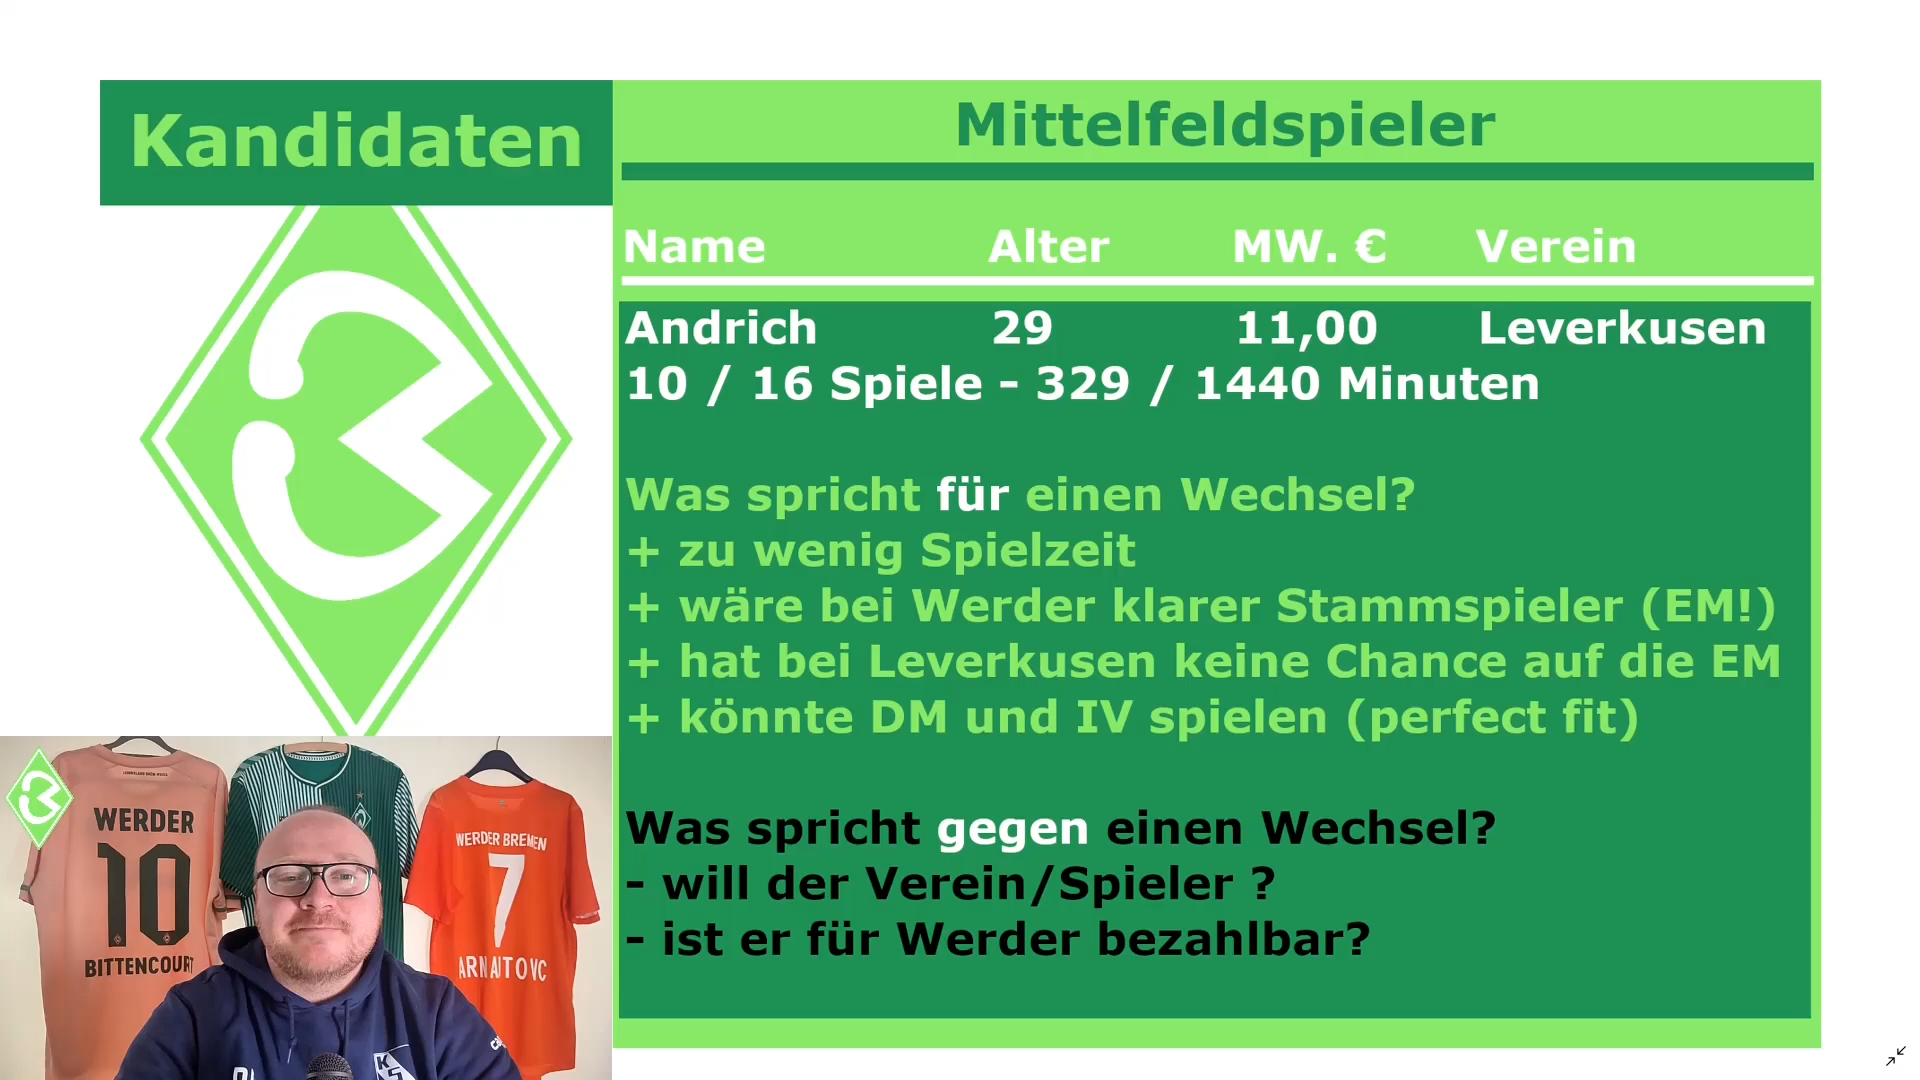 Kandidaten
Mittelfeldspieler
Name Alter MW. € Verein
Andrich 29 11,00 Leverkusen
10 / 16 Spiele - 329 / 1440 Minuten
Was spricht für einen Wechsel?
+ zu wenig Spielzeit
+ wäre bei Werder klarer Stammspieler (EM!)
+ hat bei Leverkusen keine Chance auf die EM
+ könnte DM und IV spielen (perfect fit)
Was spricht gegen einen Wechsel?
- will der Verein/Spieler ?
- ist er für Werder bezahlbar?
WERDER
10
BITTENCOURT
WERDER BREMEN
7
ARNAUTOVIC